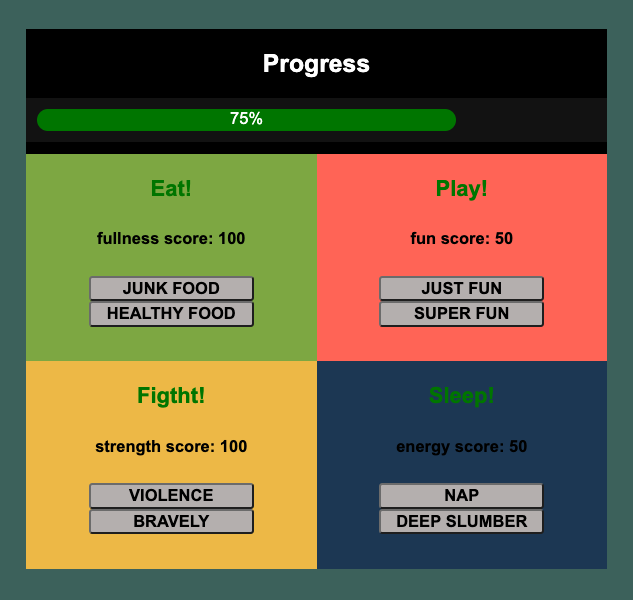 Progress
75%
Eat!
fullness score: 100
JUNK FOOD
HEALTHY FOOD
Play!
fun score: 50
JUST FUN
SUPER FUN
Figtht!
strength score: 100
VIOLENCE
BRAVELY
Sleep!
energy score: 50
NAP
DEEP SLUMBER